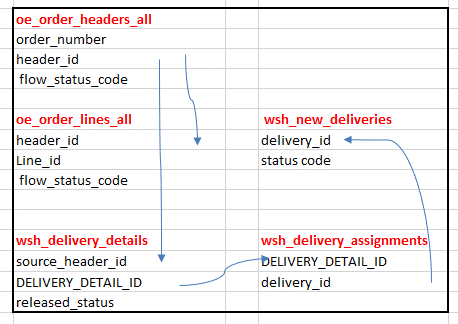 oe_order_headers_all
order_number
header_id
flow_status_code
oe_order_lines_all
header_id
Line_id
flow_status_code
wsh_new_deliveries
delivery_id
status code
wsh_delivery_details
source_header_id
DELIVERY_DETAIL_ID
released_status
wsh_delivery_assignments
DELIVERY_DETAIL_ID
delivery_id